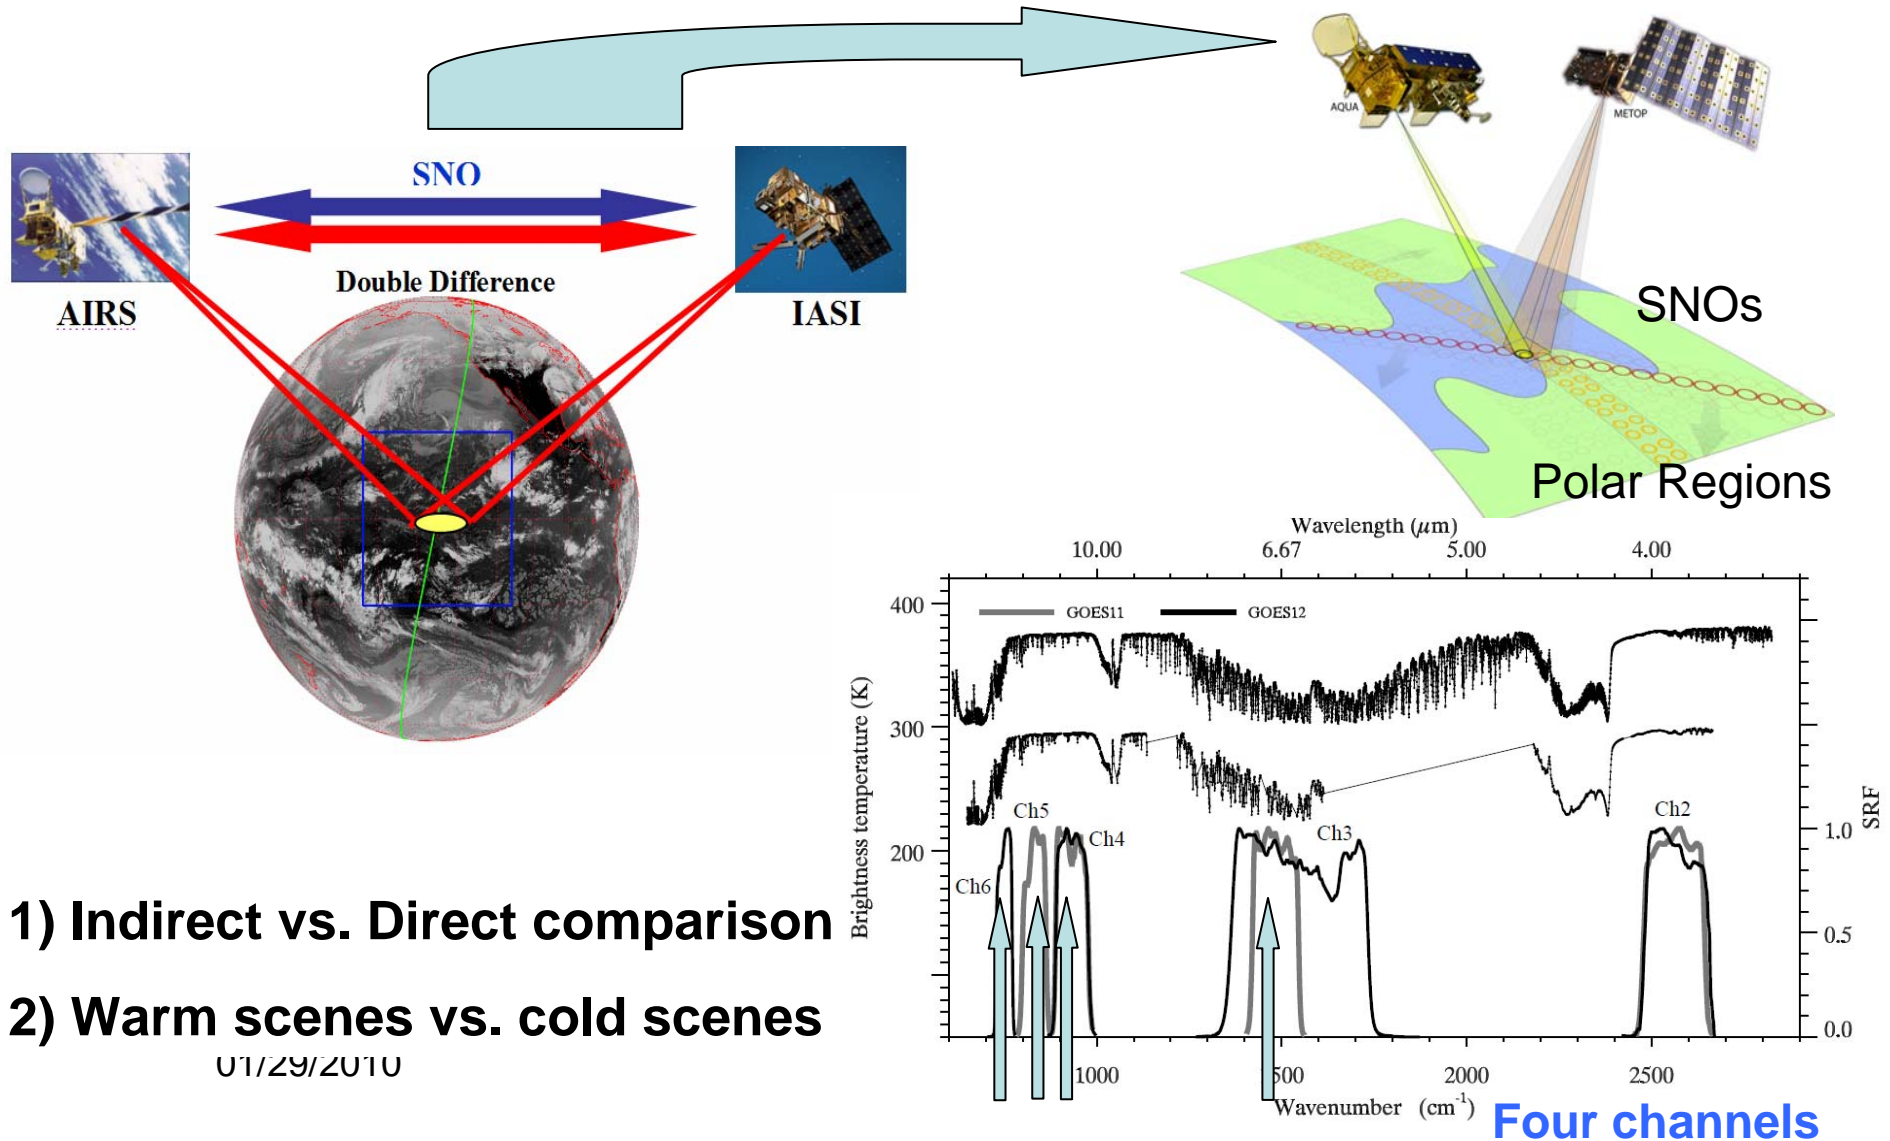 AQUA
METOP
SNO
Double Difference
AIRS
IASI
SNOs
Polar Regions
Wavelength (μm)
10.00 6.67 5.00 4.00
400
300
200
Brightness temperature (K)
GOES11 GOES12
Ch5
Ch4
Ch3
Ch2
Ch6
1.0
0.5
0.0
SRF
1000 1500 2000 2500
Wavenumber (cm⁻¹)
Four channels
1) Indirect vs. Direct comparison
2) Warm scenes vs. cold scenes
01/29/2010